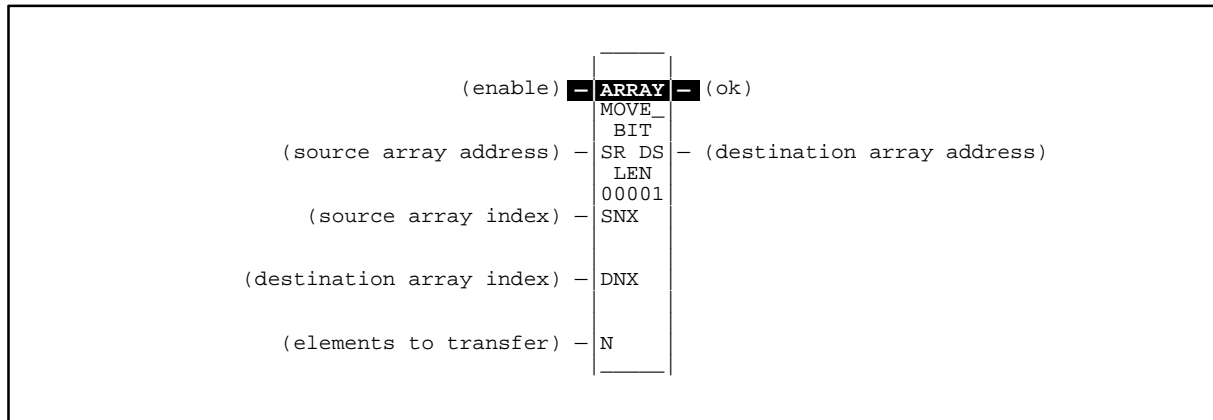 (enable) – ARRAY – (ok)
MOVE_
BIT
(source array address) – SR DS – (destination array address)
LEN
00001
(source array index) – SNX
(destination array index) – DNX
(elements to transfer) – N